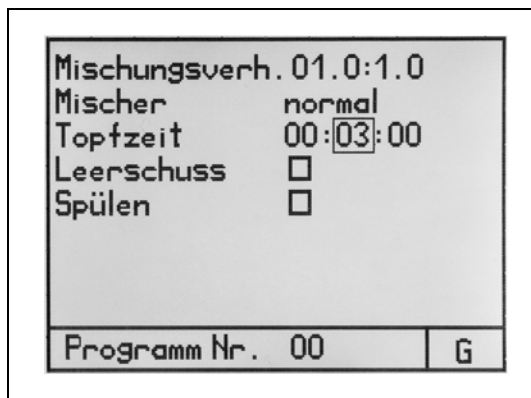 Mischungsverh. 01.0:1.0
Mischer normal
Topfzeit 00:03:00
Leerschuss
Spülen
Programm Nr. 00 G